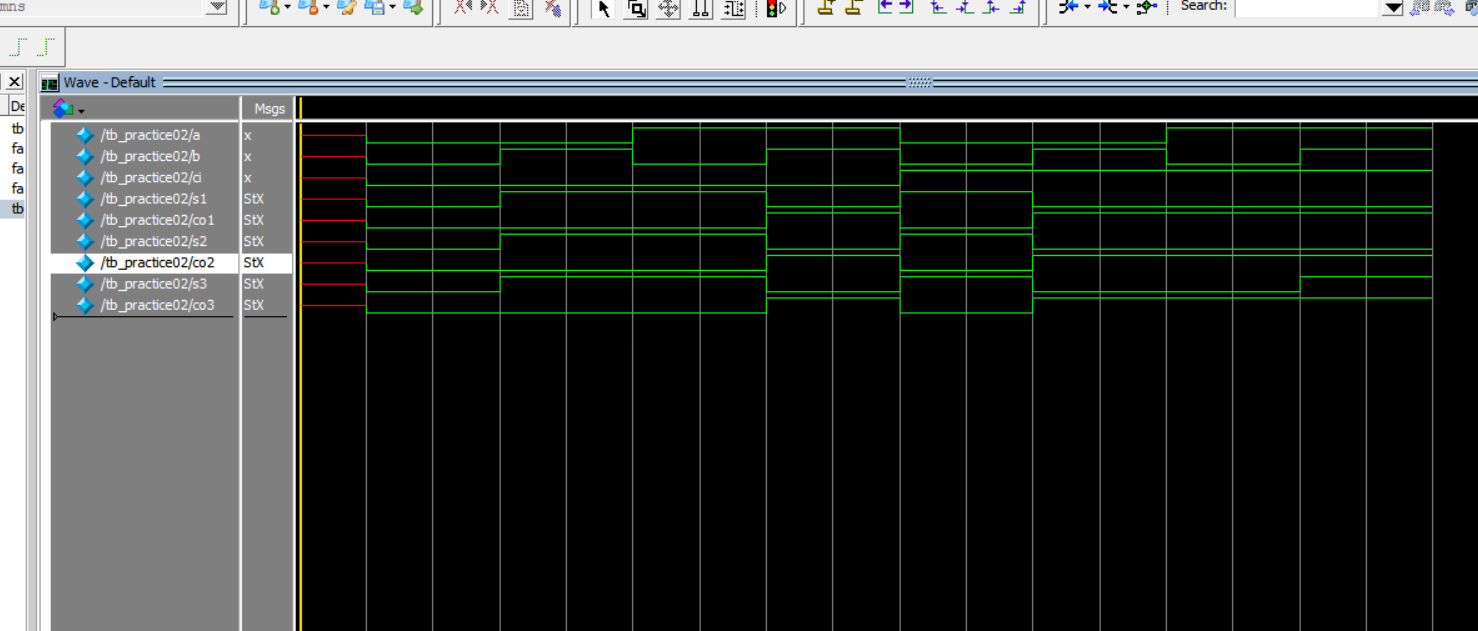 mns
Search:
Wave - Default
De
Msgs
tb
fa
fa
fa
tb
/tb_practice02/a x
/tb_practice02/b x
/tb_practice02/ci x
/tb_practice02/s1 StX
/tb_practice02/co1 StX
/tb_practice02/s2 StX
/tb_practice02/co2 StX
/tb_practice02/s3 StX
/tb_practice02/co3 StX